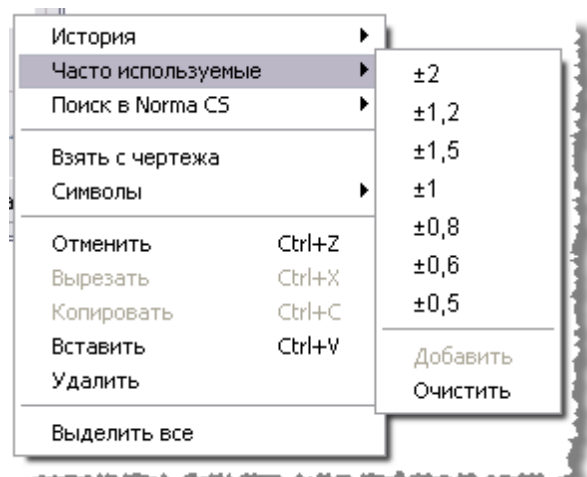 История
Часто используемые
Поиск в Norma CS
Взять с чертежа
Символы
Отменить Ctrl+Z
Вырезать Ctrl+X
Копировать Ctrl+C
Вставить Ctrl+V
Удалить
Выделить все
±2
±1,2
±1,5
±1
±0,8
±0,6
±0,5
Добавить
Очистить